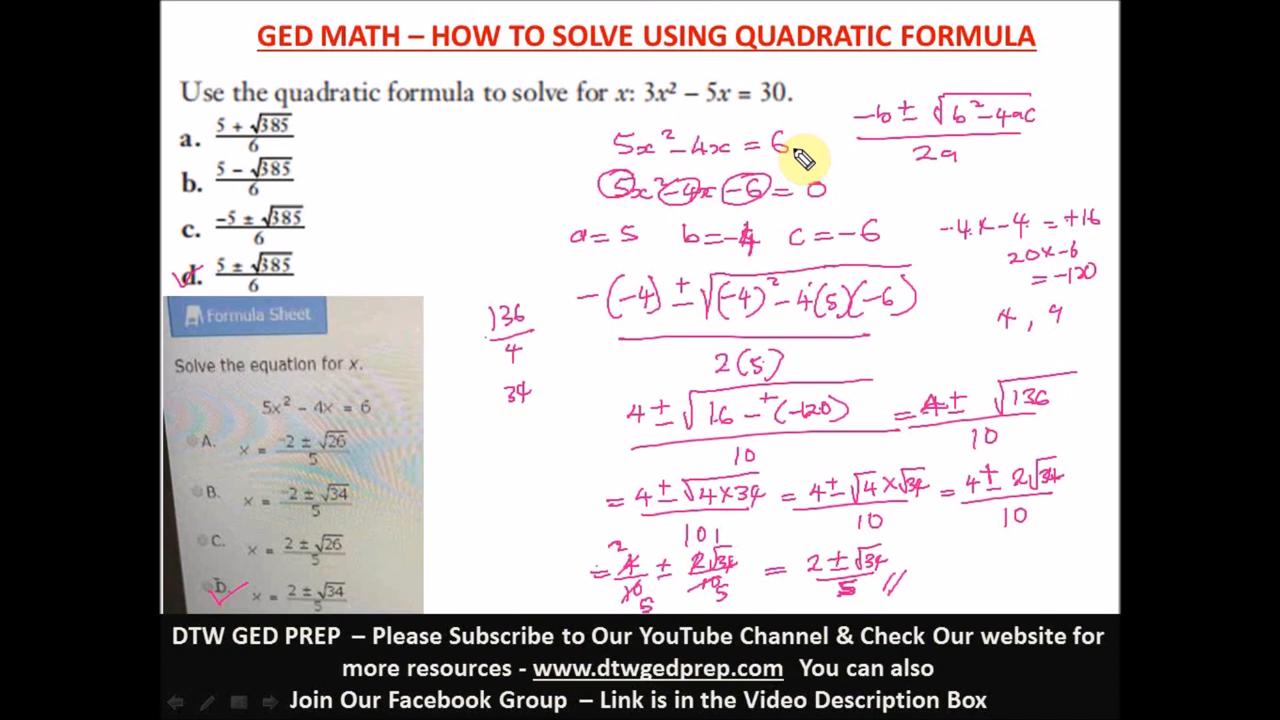 GED MATH – HOW TO SOLVE USING QUADRATIC FORMULA
Use the quadratic formula to solve for x: 3x² − 5x = 30.
a. (5 + √385)/6
b. (5 − √385)/6
c. (−5 ± √385)/6
d. (5 ± √385)/6
(−b ± √(b² − 4ac))/2a
5x² − 4x = 6
5x² − 4x − 6 = 0
a = 5 b = −4 c = −6
−4 × −4 = +16
20 × −6
= −120
4, 9
(−(−4) ± √((−4)² − 4(5)(−6)))/2(5)
136/4
34
(4 ± √(16 − + (−120)))/10 = (4 ± √136)/10
= (4 ± √(4 × 34))/10 = (4 ± √4 × √34)/10 = (4 ± 2√34)/10
= 4/10 ± 2√34/10 = (2 ± √34)/5 //
2 5 1 5
Formula Sheet
Solve the equation for x.
5x² − 4x = 6
A. x = (−2 ± √26)/5
B. x = (−2 ± √34)/5
C. x = (2 ± √26)/5
D. x = (2 ± √34)/5
DTW GED PREP – Please Subscribe to Our YouTube Channel & Check Our website for
more resources - www.dtwgedprep.com You can also
Join Our Facebook Group – Link is in the Video Description Box